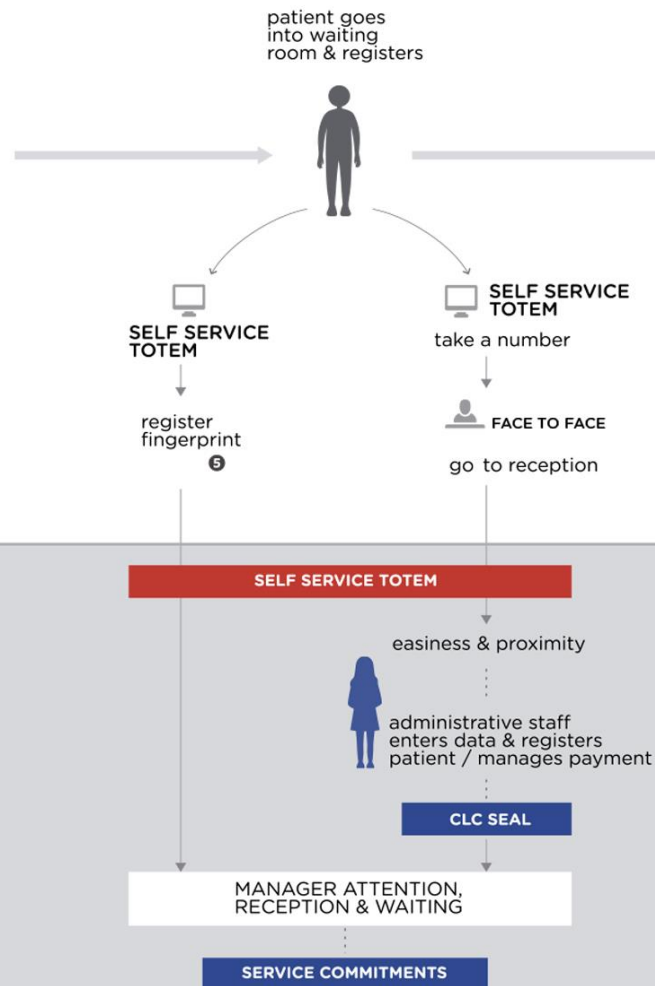 patient goes
into waiting
room & registers
SELF SERVICE
TOTEM
register
fingerprint
5
SELF SERVICE
TOTEM
take a number
FACE TO FACE
go to reception
SELF SERVICE TOTEM
easiness & proximity
administrative staff
enters data & registers
patient / manages payment
CLC SEAL
MANAGER ATTENTION,
RECEPTION & WAITING
SERVICE COMMITMENTS